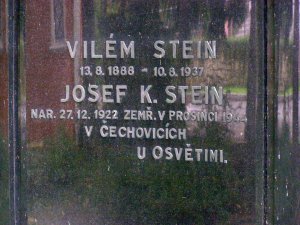 VILÉM STEIN
13. 8. 1888 - 10. 8. 1937
JOSEF K. STEIN
NAR. 27. 12. 1922 ZEMŘ. V PROSINCI 1944
V ČECHOVICÍCH
U OSVĚTIMI.